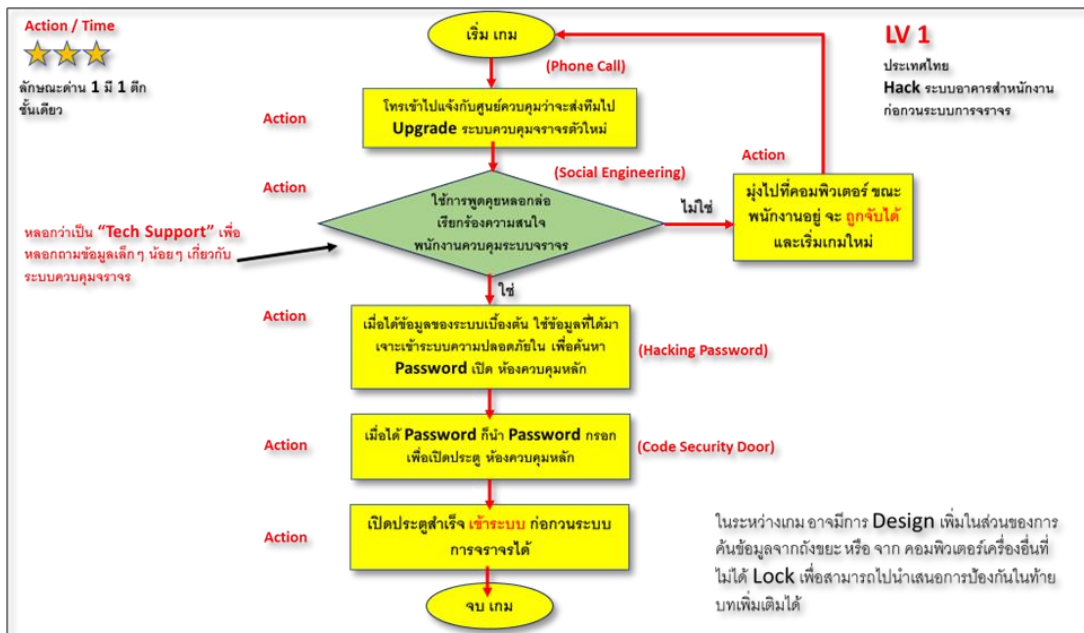 Action / Time
ลักษณะด่าน 1 มี 1 ตึก
ชั้นเดียว
LV 1
ประเทศไทย
Hack ระบบอาคารสำหนักงาน
ก่อกวนระบบการจราจร
เริ่ม เกม
(Phone Call)
Action
โทรเข้าไปแจ้งกับศูนย์ควบคุมว่าจะส่งทีมไป
Upgrade ระบบควบคุมจราจรตัวใหม่
(Social Engineering)
Action
ใช้การพูดคุยหลอกล่อ
เรียกร้องความสนใจ
พนักงานควบคุมระบบจราจร
ไม่ใช่
Action
มุ่งไปที่คอมพิวเตอร์ ขณะ
พนักงานอยู่ จะ ถูกจับได้
และเริ่มเกมใหม่
หลอกว่าเป็น “Tech Support” เพื่อ
หลอกถามข้อมูลเล็กๆ น้อยๆ เกี่ยวกับ
ระบบควบคุมจราจร
ใช่
Action
เมื่อได้ข้อมูลของระบบเบื้องต้น ใช้ข้อมูลที่ได้มา
เจาะเข้าระบบความปลอดภัยใน เพื่อค้นหา
Password เปิด ห้องควบคุมหลัก
(Hacking Password)
Action
เมื่อได้ Password ก็นำ Password กรอก
เพื่อเปิดประตู ห้องควบคุมหลัก
(Code Security Door)
Action
เปิดประตูสำเร็จ เข้าระบบ ก่อกวนระบบ
การจราจรได้
จบ เกม
ในระหว่างเกม อาจมีการ Design เพิ่มในส่วนของการ
ค้นข้อมูลจากถังขยะ หรือ จาก คอมพิวเตอร์เครื่องอื่นที่
ไม่ได้ Lock เพื่อสามารถไปนำเสนอการป้องกันในท้าย
บทเพิ่มเติมได้